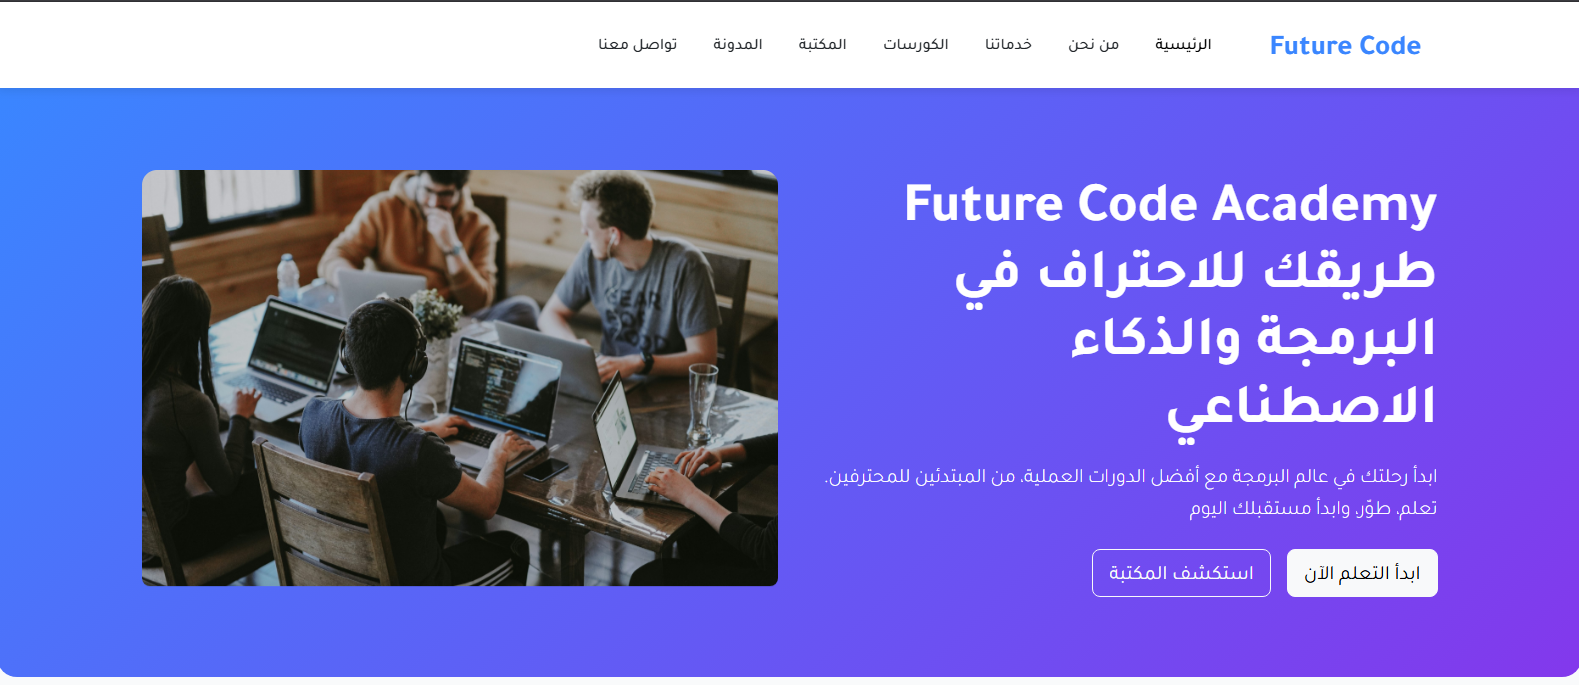 Future Code
الرئيسية
من نحن
خدماتنا
الكورسات
المكتبة
المدونة
تواصل معنا
Future Code Academy
طريقك للاحتراف في
البرمجة والذكاء
الاصطناعي
ابدأ رحلتك في عالم البرمجة مع أفضل الدورات العملية، من المبتدئين للمحترفين.
تعلم، طوّر، وابدأ مستقبلك اليوم
ابدأ التعلم الآن
استكشف المكتبة
GEAR